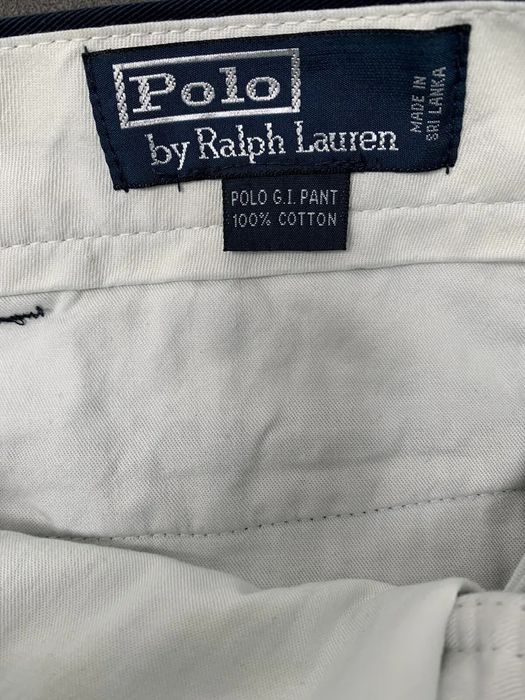 Polo
by Ralph Lauren
MADE IN
SRI LANKA
POLO G.I. PANT
100% COTTON